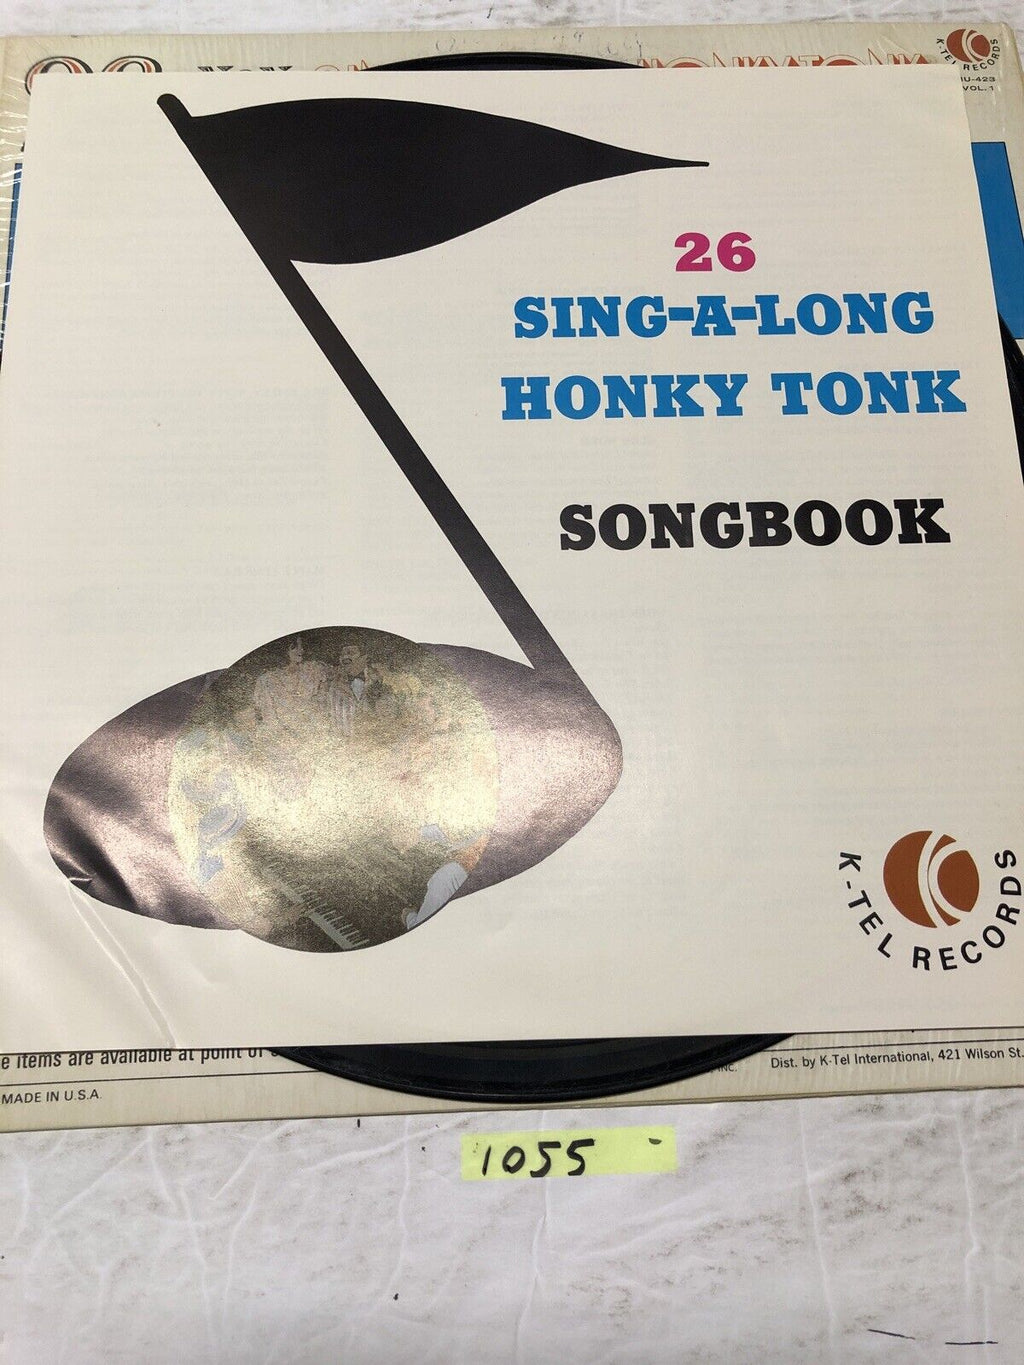 K-TEL RECORDS
VOL. 1
26
SING-A-LONG
HONKY TONK
SONGBOOK
K-TEL RECORDS
e items are available at point of
Dist. by K-Tel International, 421 Wilson St.
MADE IN U.S.A.
1055